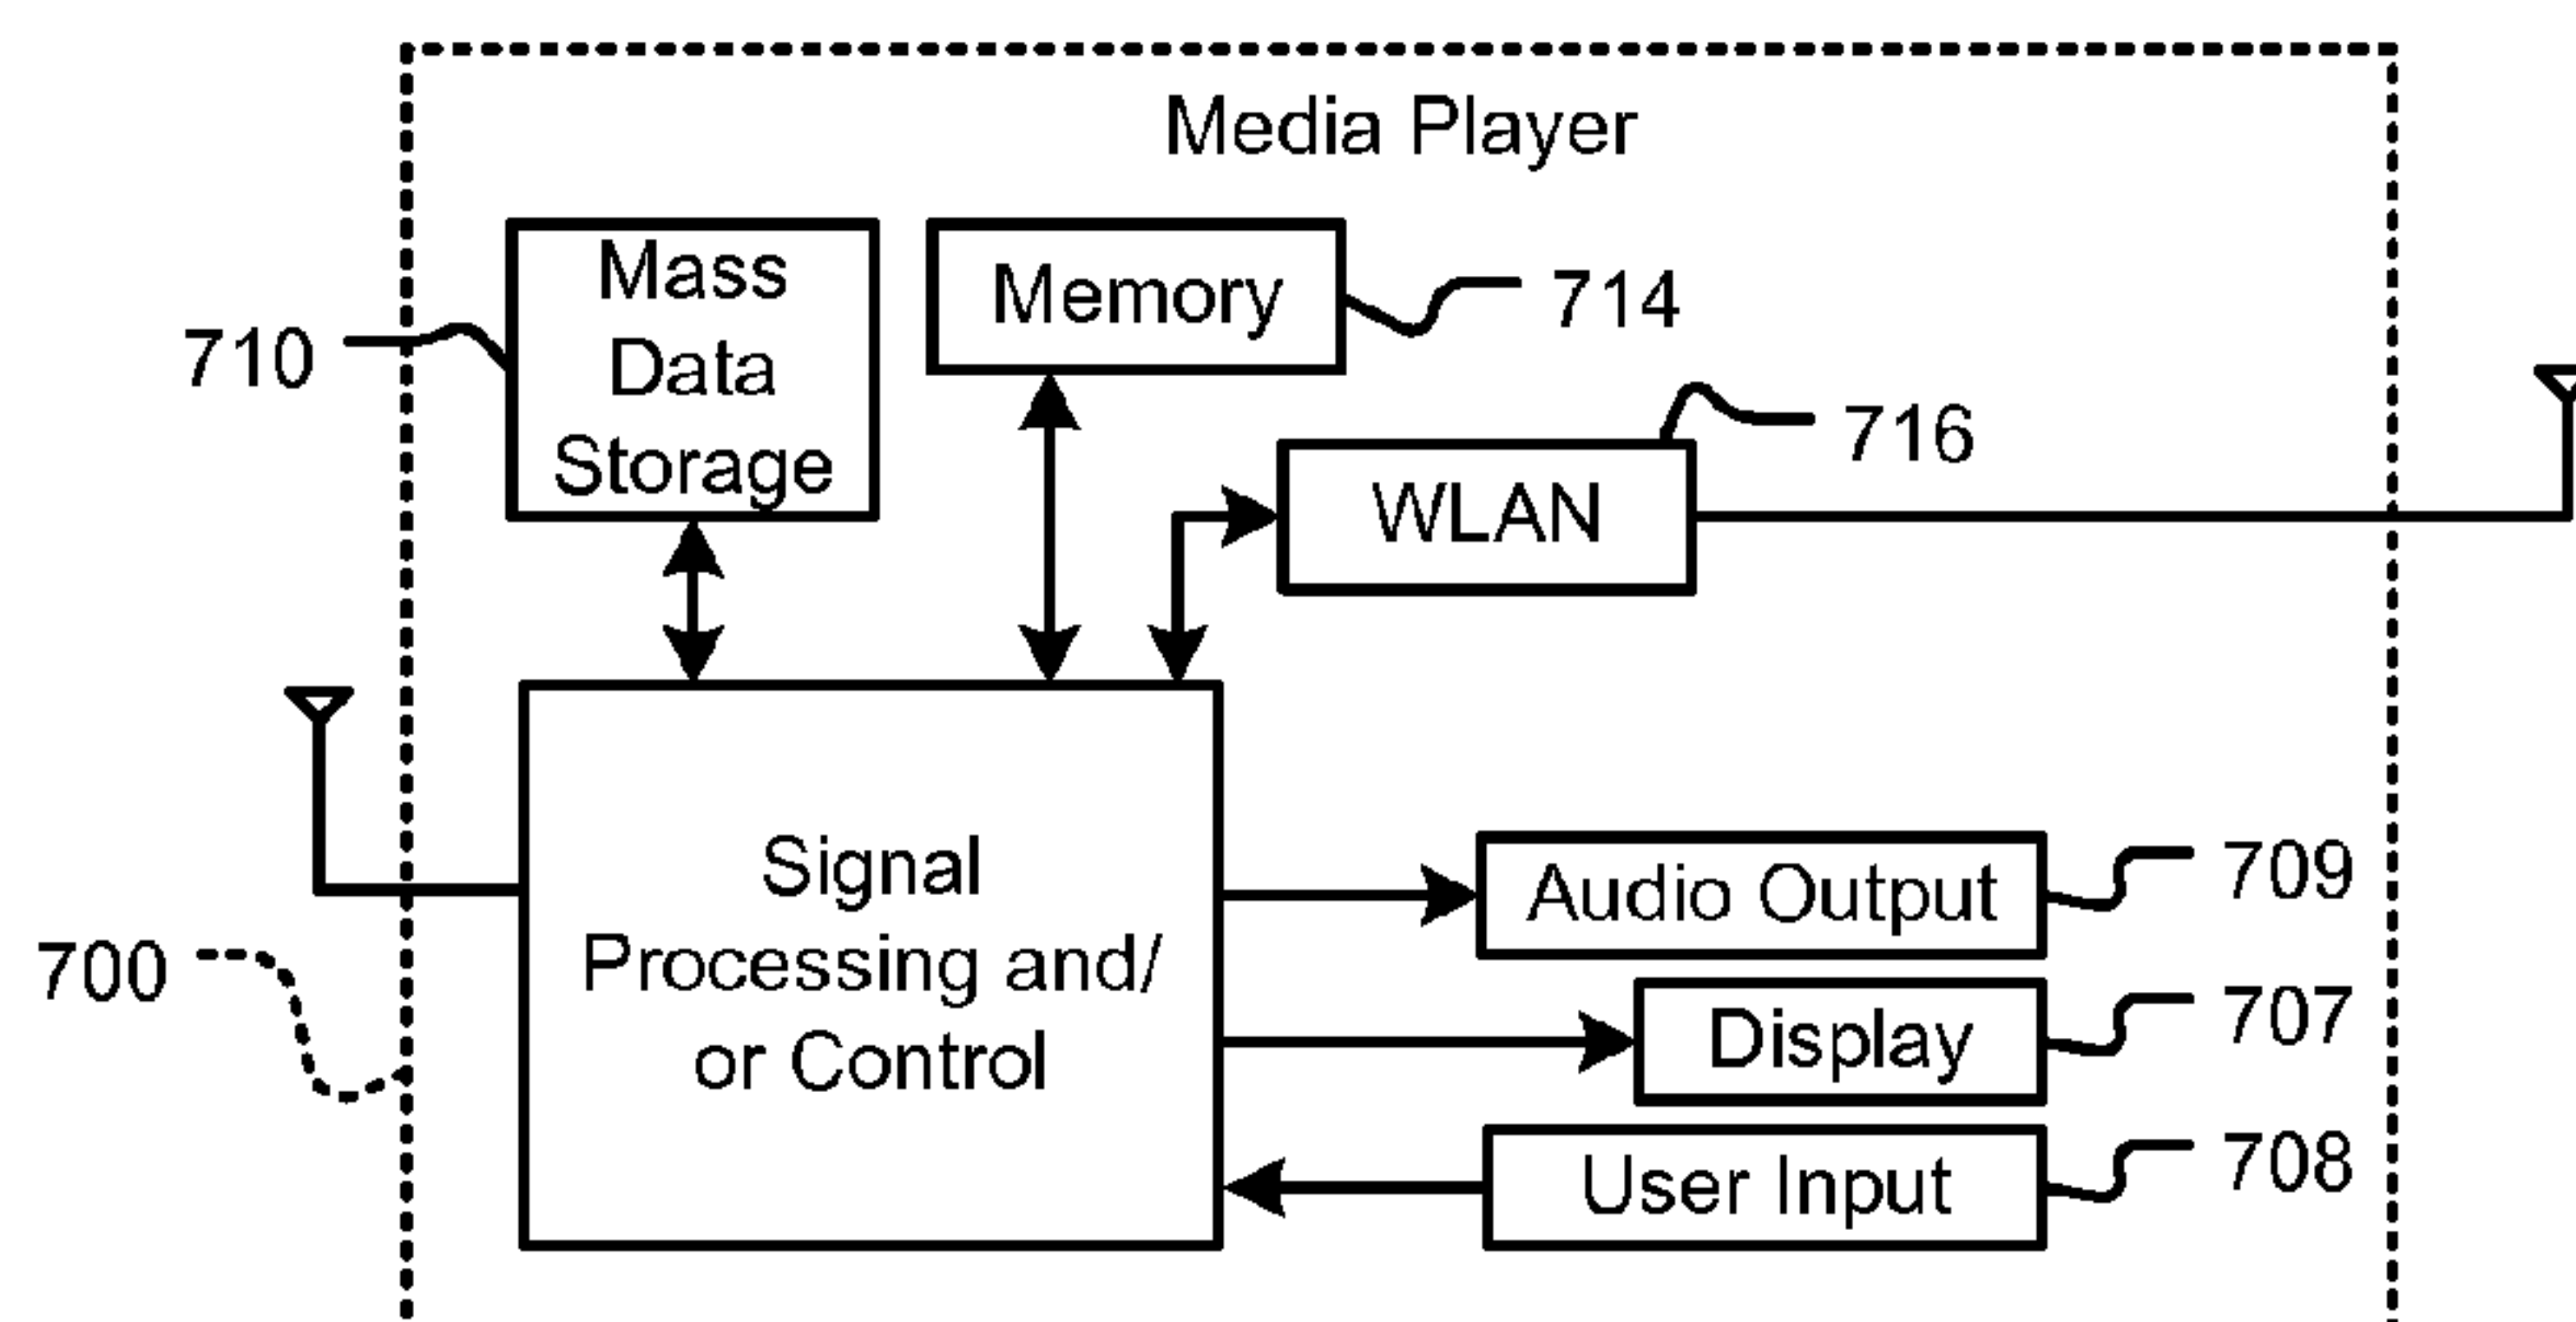 Media Player
Mass
Data
Storage
710
Memory
714
WLAN
716
Signal
Processing and/
or Control
700
Audio Output
709
Display
707
User Input
708